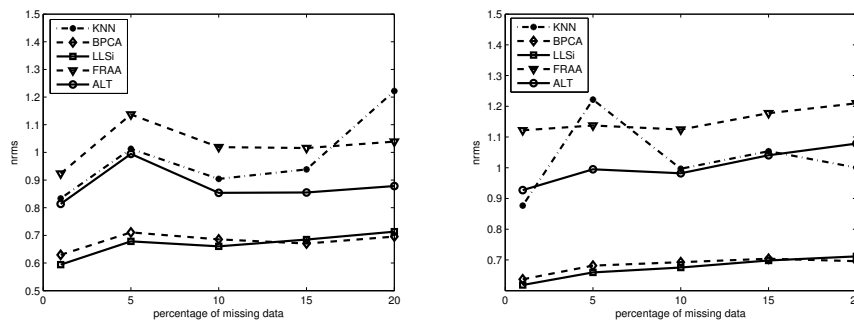 1.5
1.4
1.3
1.2
1.1
1
0.9
0.8
0.7
0.6
0.5
nrms
KNN
BPCA
LLSi
FRAA
ALT
0 5 10 15 20
percentage of missing data
1.5
1.4
1.3
1.2
1.1
1
0.9
0.8
0.7
nrms
KNN
BPCA
LLSi
FRAA
ALT
0 5 10 15 20
percentage of missing data